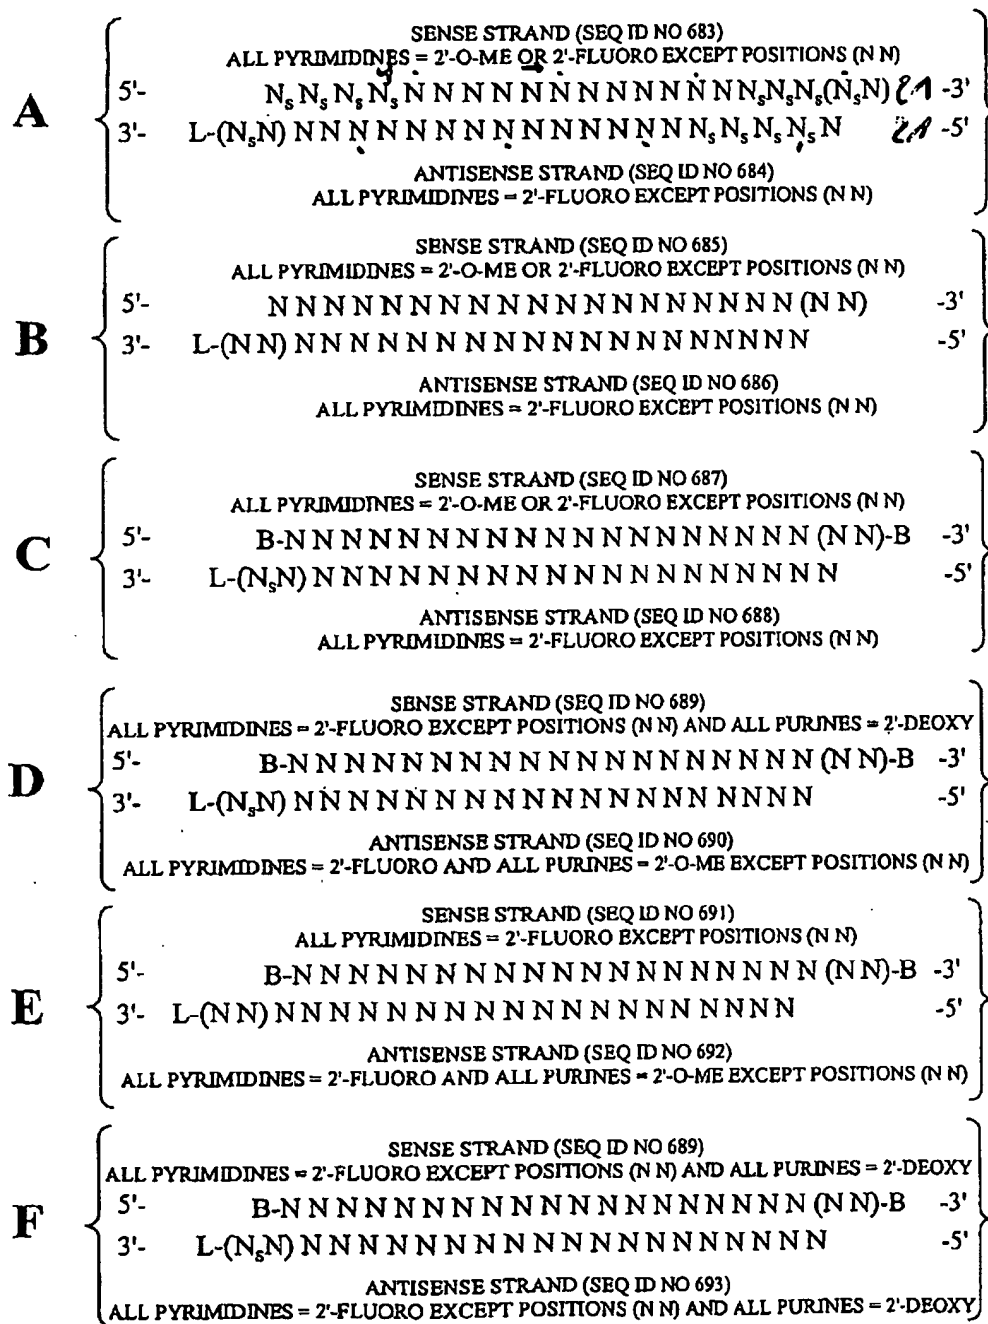 A
SENSE STRAND (SEQ ID NO 683)
ALL PYRIMIDINES = 2'-O-ME OR 2'-FLUORO EXCEPT POSITIONS (N N)
5'- NₛNₛNₛNₛN N N N N N N N N N N N NₛNₛNₛ(NₛN) 21 -3'
3'- L-(NₛN) N N N N N N N N N N N N N N NₛNₛNₛNₛN 21 -5'
ANTISENSE STRAND (SEQ ID NO 684)
ALL PYRIMIDINES = 2'-FLUORO EXCEPT POSITIONS (N N)
B
SENSE STRAND (SEQ ID NO 685)
ALL PYRIMIDINES = 2'-O-ME OR 2'-FLUORO EXCEPT POSITIONS (N N)
5'- N N N N N N N N N N N N N N N N N N N (N N) -3'
3'- L-(N N) N N N N N N N N N N N N N N N N N N N -5'
ANTISENSE STRAND (SEQ ID NO 686)
ALL PYRIMIDINES = 2'-FLUORO EXCEPT POSITIONS (N N)
C
SENSE STRAND (SEQ ID NO 687)
ALL PYRIMIDINES = 2'-O-ME OR 2'-FLUORO EXCEPT POSITIONS (N N)
5'- B-N N N N N N N N N N N N N N N N N N N (N N)-B -3'
3'- L-(NₛN) N N N N N N N N N N N N N N N N N N N -5'
ANTISENSE STRAND (SEQ ID NO 688)
ALL PYRIMIDINES = 2'-FLUORO EXCEPT POSITIONS (N N)
D
SENSE STRAND (SEQ ID NO 689)
ALL PYRIMIDINES = 2'-FLUORO EXCEPT POSITIONS (N N) AND ALL PURINES = 2'-DEOXY
5'- B-N N N N N N N N N N N N N N N N N N N (N N)-B -3'
3'- L-(NₛN) N N N N N N N N N N N N N N N N N N N -5'
ANTISENSE STRAND (SEQ ID NO 690)
ALL PYRIMIDINES = 2'-FLUORO AND ALL PURINES = 2'-O-ME EXCEPT POSITIONS (N N)
E
SENSE STRAND (SEQ ID NO 691)
ALL PYRIMIDINES = 2'-FLUORO EXCEPT POSITIONS (N N)
5'- B-N N N N N N N N N N N N N N N N N N N (N N)-B -3'
3'- L-(N N) N N N N N N N N N N N N N N N N N N N -5'
ANTISENSE STRAND (SEQ ID NO 692)
ALL PYRIMIDINES = 2'-FLUORO AND ALL PURINES = 2'-O-ME EXCEPT POSITIONS (N N)
F
SENSE STRAND (SEQ ID NO 689)
ALL PYRIMIDINES = 2'-FLUORO EXCEPT POSITIONS (N N) AND ALL PURINES = 2'-DEOXY
5'- B-N N N N N N N N N N N N N N N N N N N (N N)-B -3'
3'- L-(NₛN) N N N N N N N N N N N N N N N N N N N -5'
ANTISENSE STRAND (SEQ ID NO 693)
ALL PYRIMIDINES = 2'-FLUORO EXCEPT POSITIONS (N N) AND ALL PURINES = 2'-DEOXY